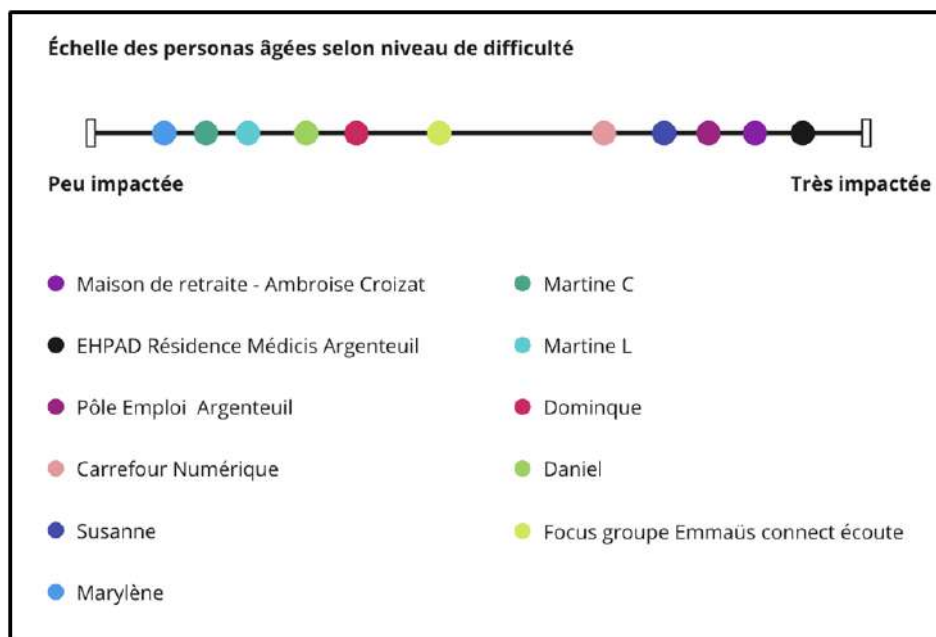 Échelle des personas âgées selon niveau de difficulté
Peu impactée
Très impactée
Maison de retraite - Ambroise Croizat
EHPAD Résidence Médicis Argenteuil
Pôle Emploi Argenteuil
Carrefour Numérique
Susanne
Marylène
Martine C
Martine L
Dominque
Daniel
Focus groupe Emmaüs connect écoute